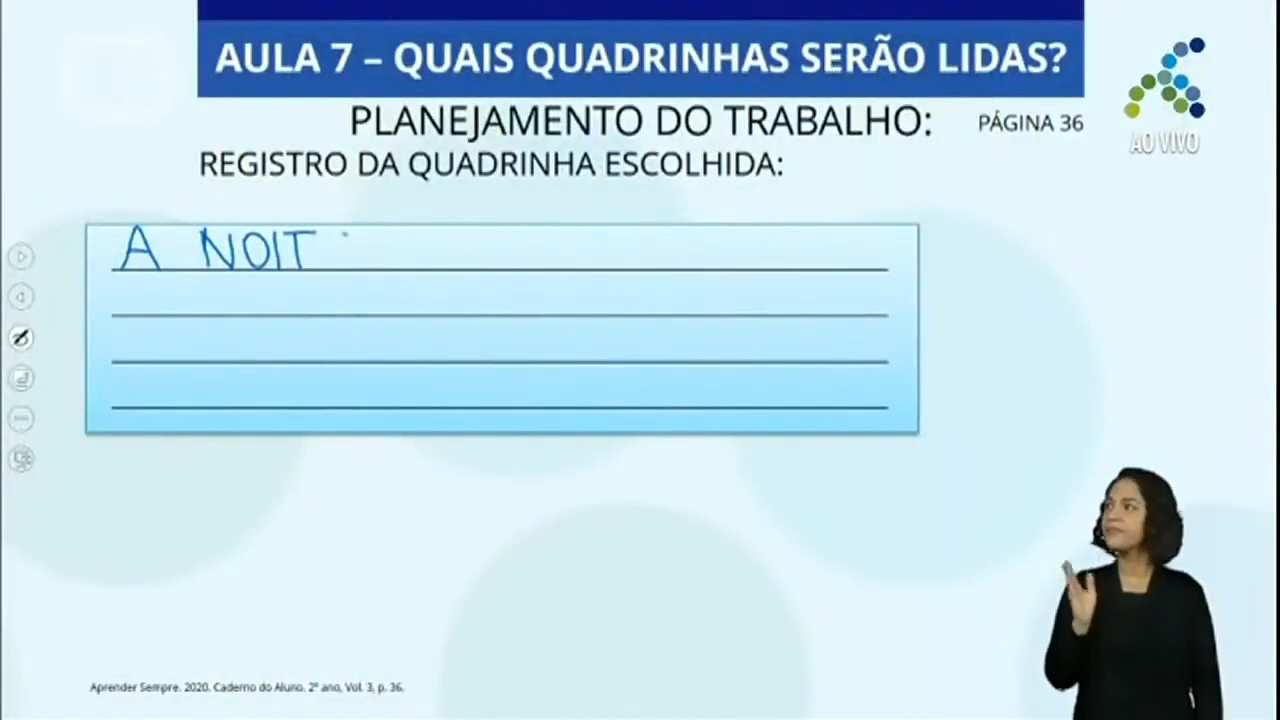 AULA 7 – QUAIS QUADRINHAS SERÃO LIDAS?
PLANEJAMENTO DO TRABALHO: PÁGINA 36
AO VIVO
REGISTRO DA QUADRINHA ESCOLHIDA:
A NOIT
Aprender Sempre. 2020. Caderno do Aluno. 2º ano, Vol. 3, p. 36.